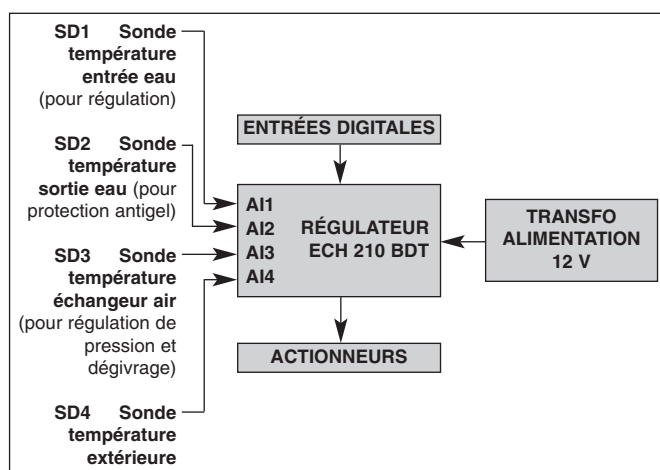 SD1 Sonde
température
entrée eau
(pour régulation)
SD2 Sonde
température
sortie eau (pour
protection antigel)
SD3 Sonde
température
échangeur air
(pour régulation de
pression et
dégivrage)
SD4 Sonde
température
extérieure
ENTRÉES DIGITALES
AI1
AI2
AI3
AI4
RÉGULATEUR
ECH 210 BDT
TRANSFO
ALIMENTATION
12 V
ACTIONNEURS